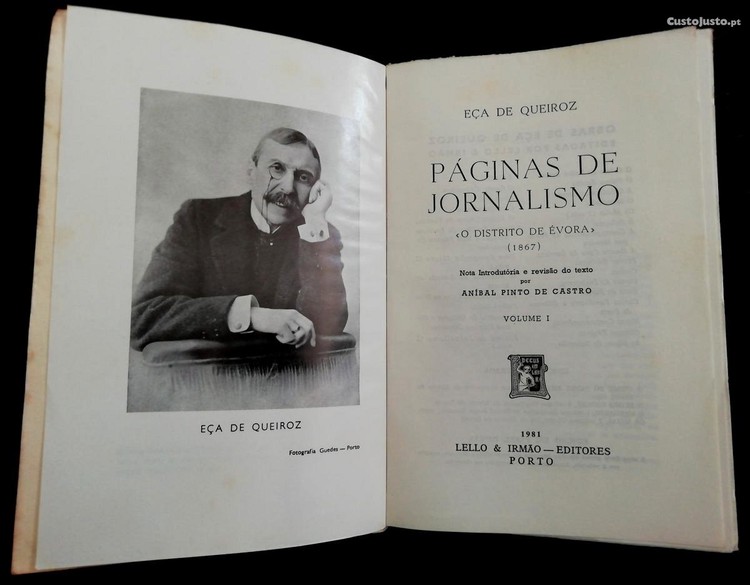 CustoJusto.pt
EÇA DE QUEIROZ
Fotografia Guedes — Porto
EÇA DE QUEIROZ
PÁGINAS DE
JORNALISMO
«O DISTRITO DE ÉVORA»
(1867)
Nota Introdutória e revisão do texto
por
ANÍBAL PINTO DE CASTRO
VOLUME I
1981
LELLO & IRMÃO — EDITORES
PORTO